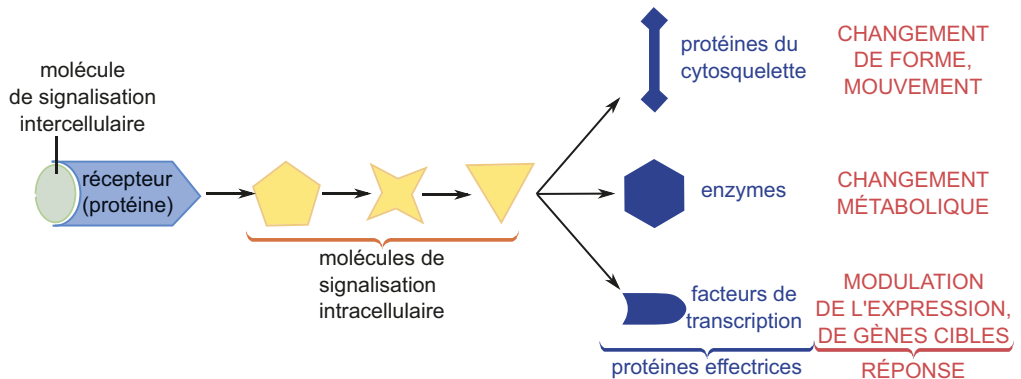 molécule
de signalisation
intercellulaire
récepteur
(protéine)
molécules de
signalisation
intracellulaire
protéines du
cytosquelette
CHANGEMENT
DE FORME,
MOUVEMENT
enzymes
CHANGEMENT
MÉTABOLIQUE
facteurs de
transcription
MODULATION
DE L'EXPRESSION,
DE GÈNES CIBLES
protéines effectrices
RÉPONSE